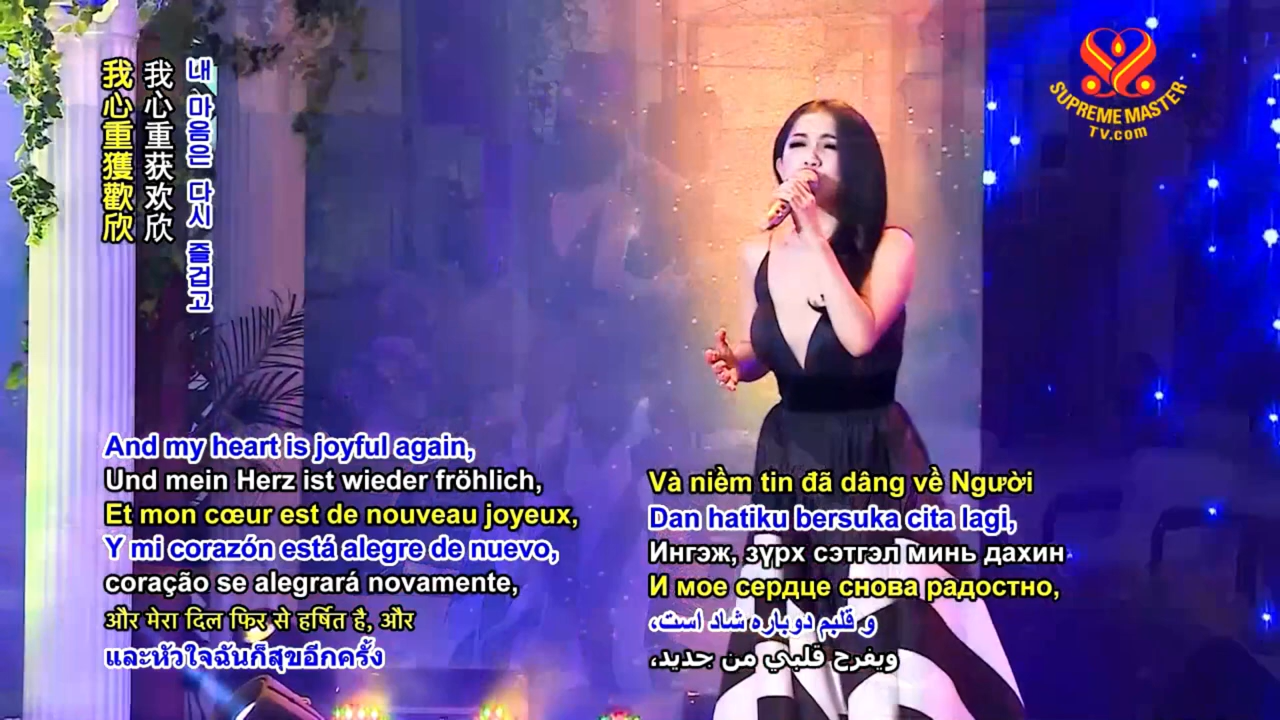 我心重獲歡欣
我心重获欢欣
내 마음은 다시 즐겁고
SUPREME MASTER
TV.com
And my heart is joyful again,
Und mein Herz ist wieder fröhlich,
Et mon cœur est de nouveau joyeux,
Y mi corazón está alegre de nuevo,
coração se alegrará novamente,
और मेरा दिल फिर से हर्षित है, और
และหัวใจฉันก็สุขอีกครั้ง
Và niềm tin đã dâng về Người
Dan hatiku bersuka cita lagi,
Ингэж, зүрх сэтгэл минь дахин
И мое сердце снова радостно,
و قلبم دوباره شاد است،
ويفرح قلبي من جديد،